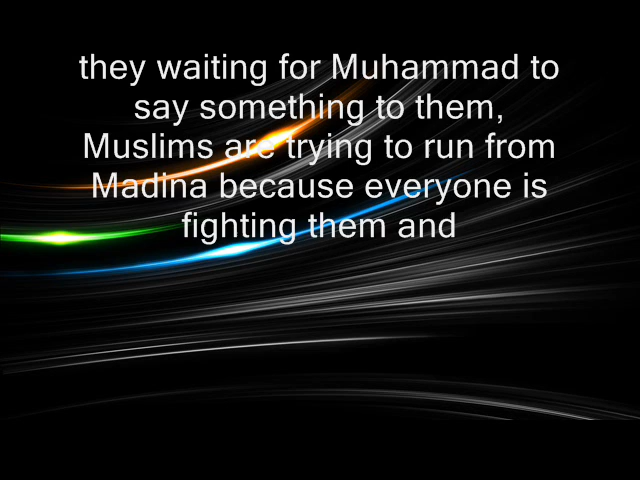 they waiting for Muhammad to
say something to them,
Muslims are trying to run from
Madina because everyone is
fighting them and